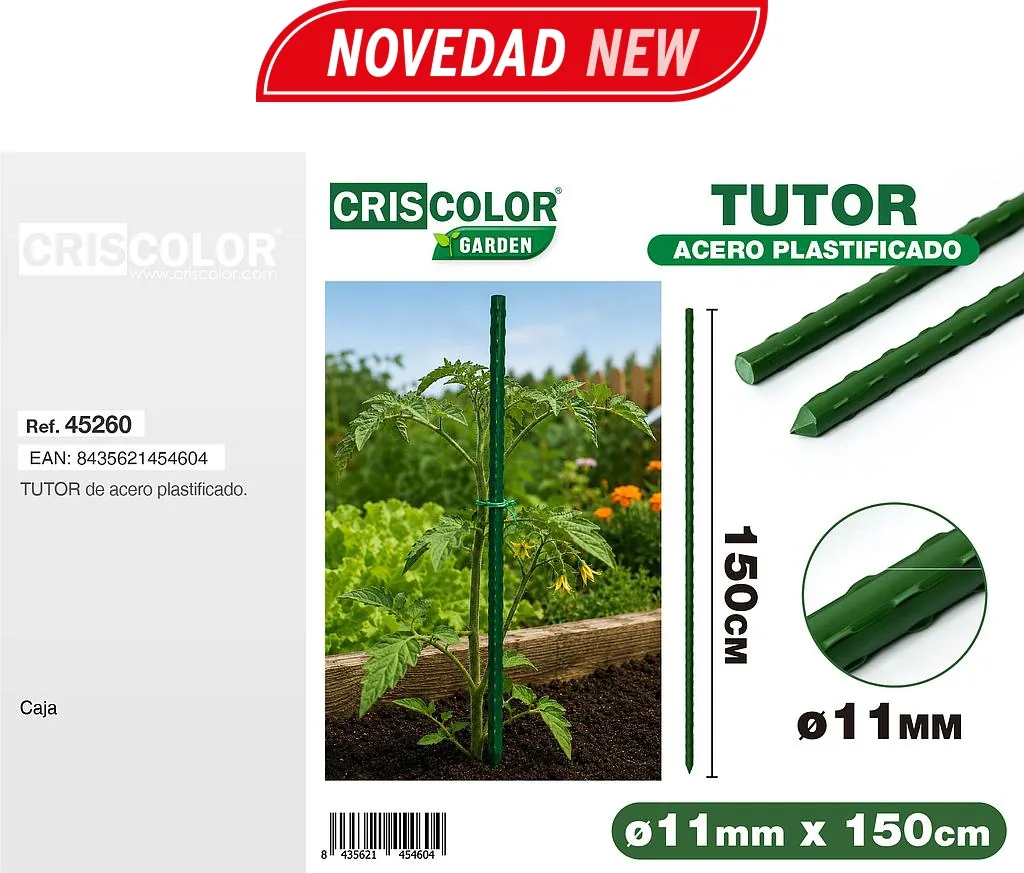 NOVEDAD NEW
CRISCOLOR®
www.criscolor.com
Ref. 45260
EAN: 8435621454604
TUTOR de acero plastificado.
Caja
CRISCOLOR®
GARDEN
TUTOR
ACERO PLASTIFICADO
150CM
ø11MM
8 435621 454604
ø11mm x 150cm